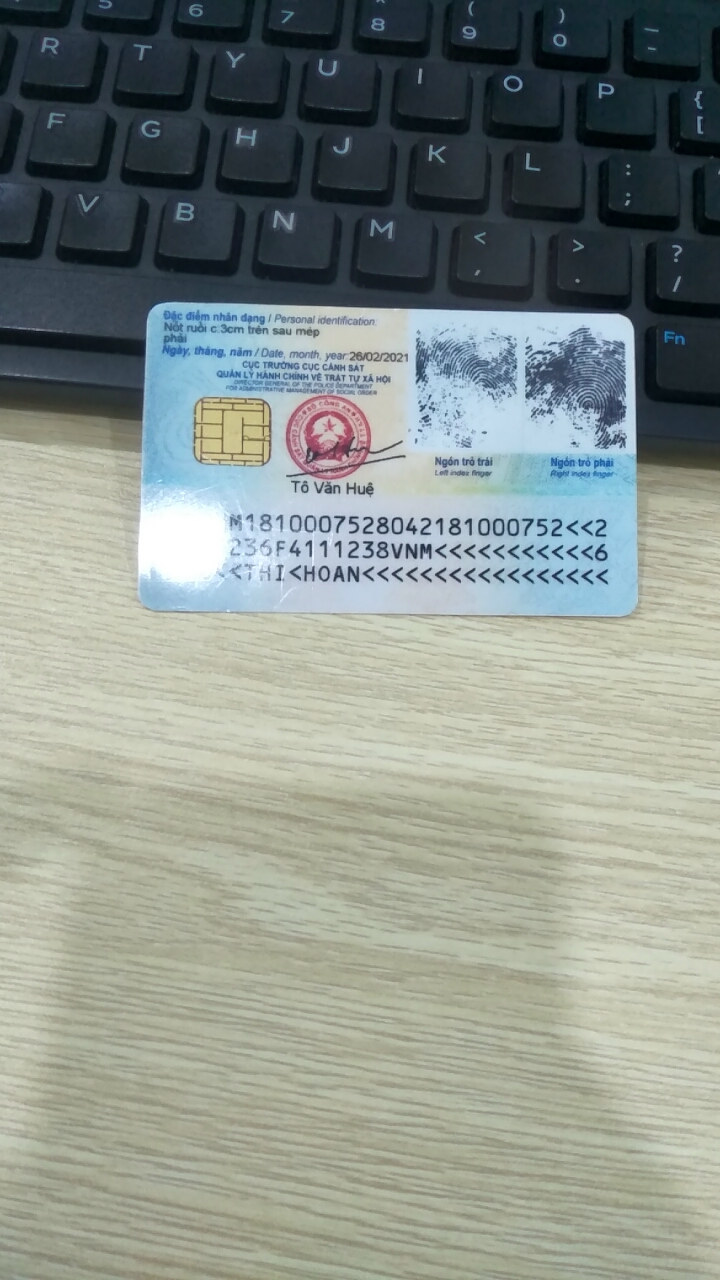 5 6 7 8 ( 9 ) 0 _ -
R T Y U I O P { [
F G H J K L : ;
V B N M < , > . ? /
Fn
Đặc điểm nhân dạng / Personal identification:
Nốt ruồi c:3cm trên sau mép
phải
Ngày, tháng, năm / Date, month, year: 26/02/2021
CỤC TRƯỞNG CỤC CẢNH SÁT
QUẢN LÝ HÀNH CHÍNH VỀ TRẬT TỰ XÃ HỘI
DIRECTOR GENERAL OF THE POLICE DEPARTMENT
FOR ADMINISTRATIVE MANAGEMENT OF SOCIAL ORDER
Tô Văn Huệ
Ngón trỏ trái
Left index finger
Ngón trỏ phải
Right index finger
M1810007528042181000752<<2
236F4111238VNM<<<<<<<<<<<6
<<THI<HOAN<<<<<<<<<<<<<<<<<